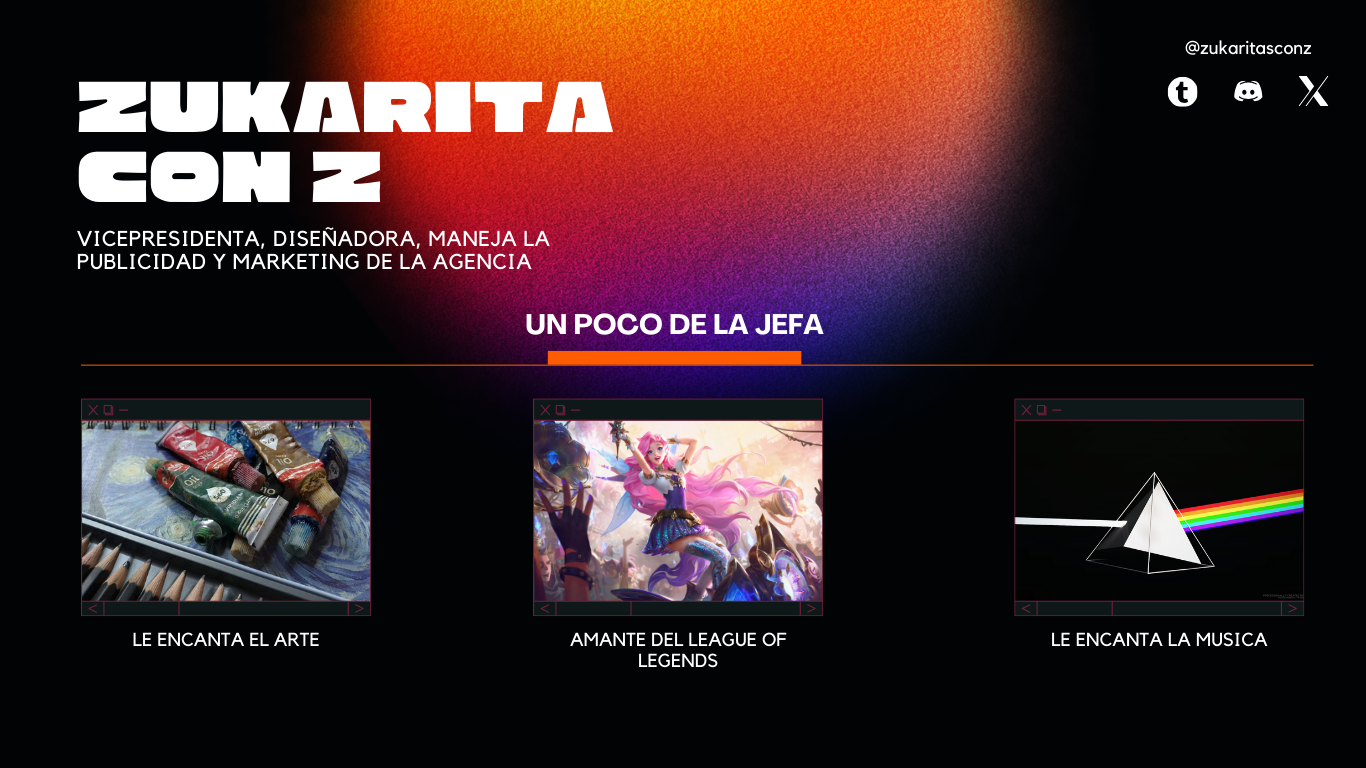 @zukaritasconz
ZUKARITA
CON Z
VICEPRESIDENTA, DISEÑADORA, MANEJA LA
PUBLICIDAD Y MARKETING DE LA AGENCIA
UN POCO DE LA JEFA
LE ENCANTA EL ARTE
AMANTE DEL LEAGUE OF
LEGENDS
LE ENCANTA LA MUSICA